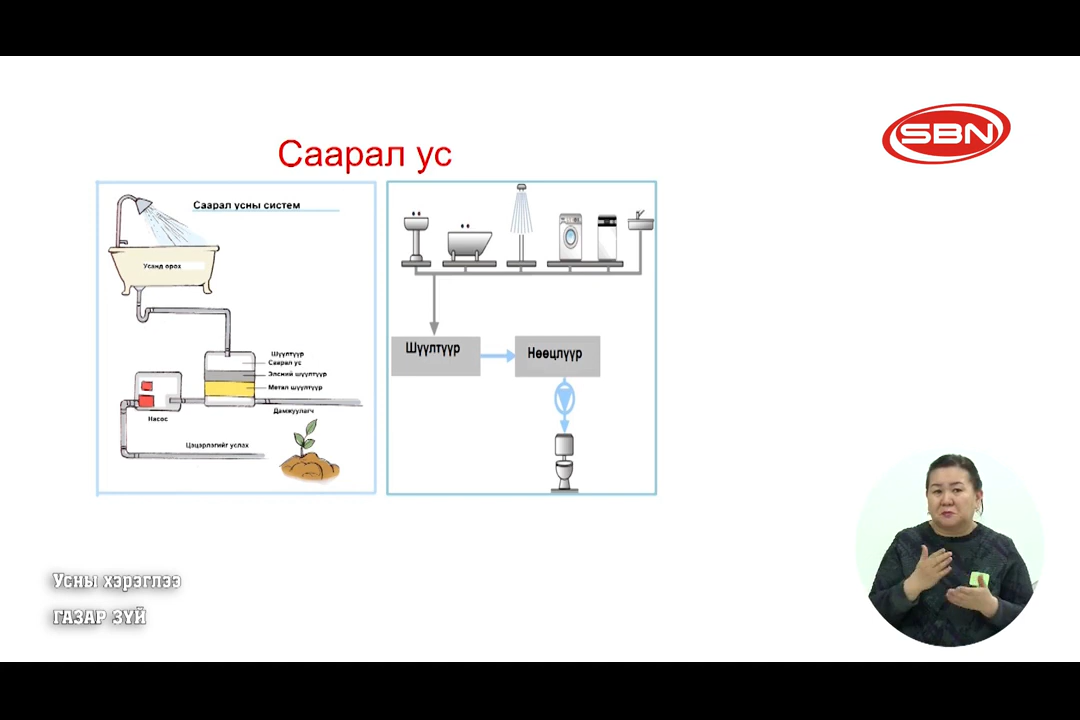 SBN
Саарал ус
Саарал усны систем
Усанд орох
Шүүлтүүр
Саарал ус
Элсний шүүлтүүр
Метал шүүлтүүр
Дамжуулагч
Насос
Цэцэрлэгийг услах
Шүүлтүүр
Нөөцлүүр
Усны хэрэглээ
ГАЗАР ЗҮЙ